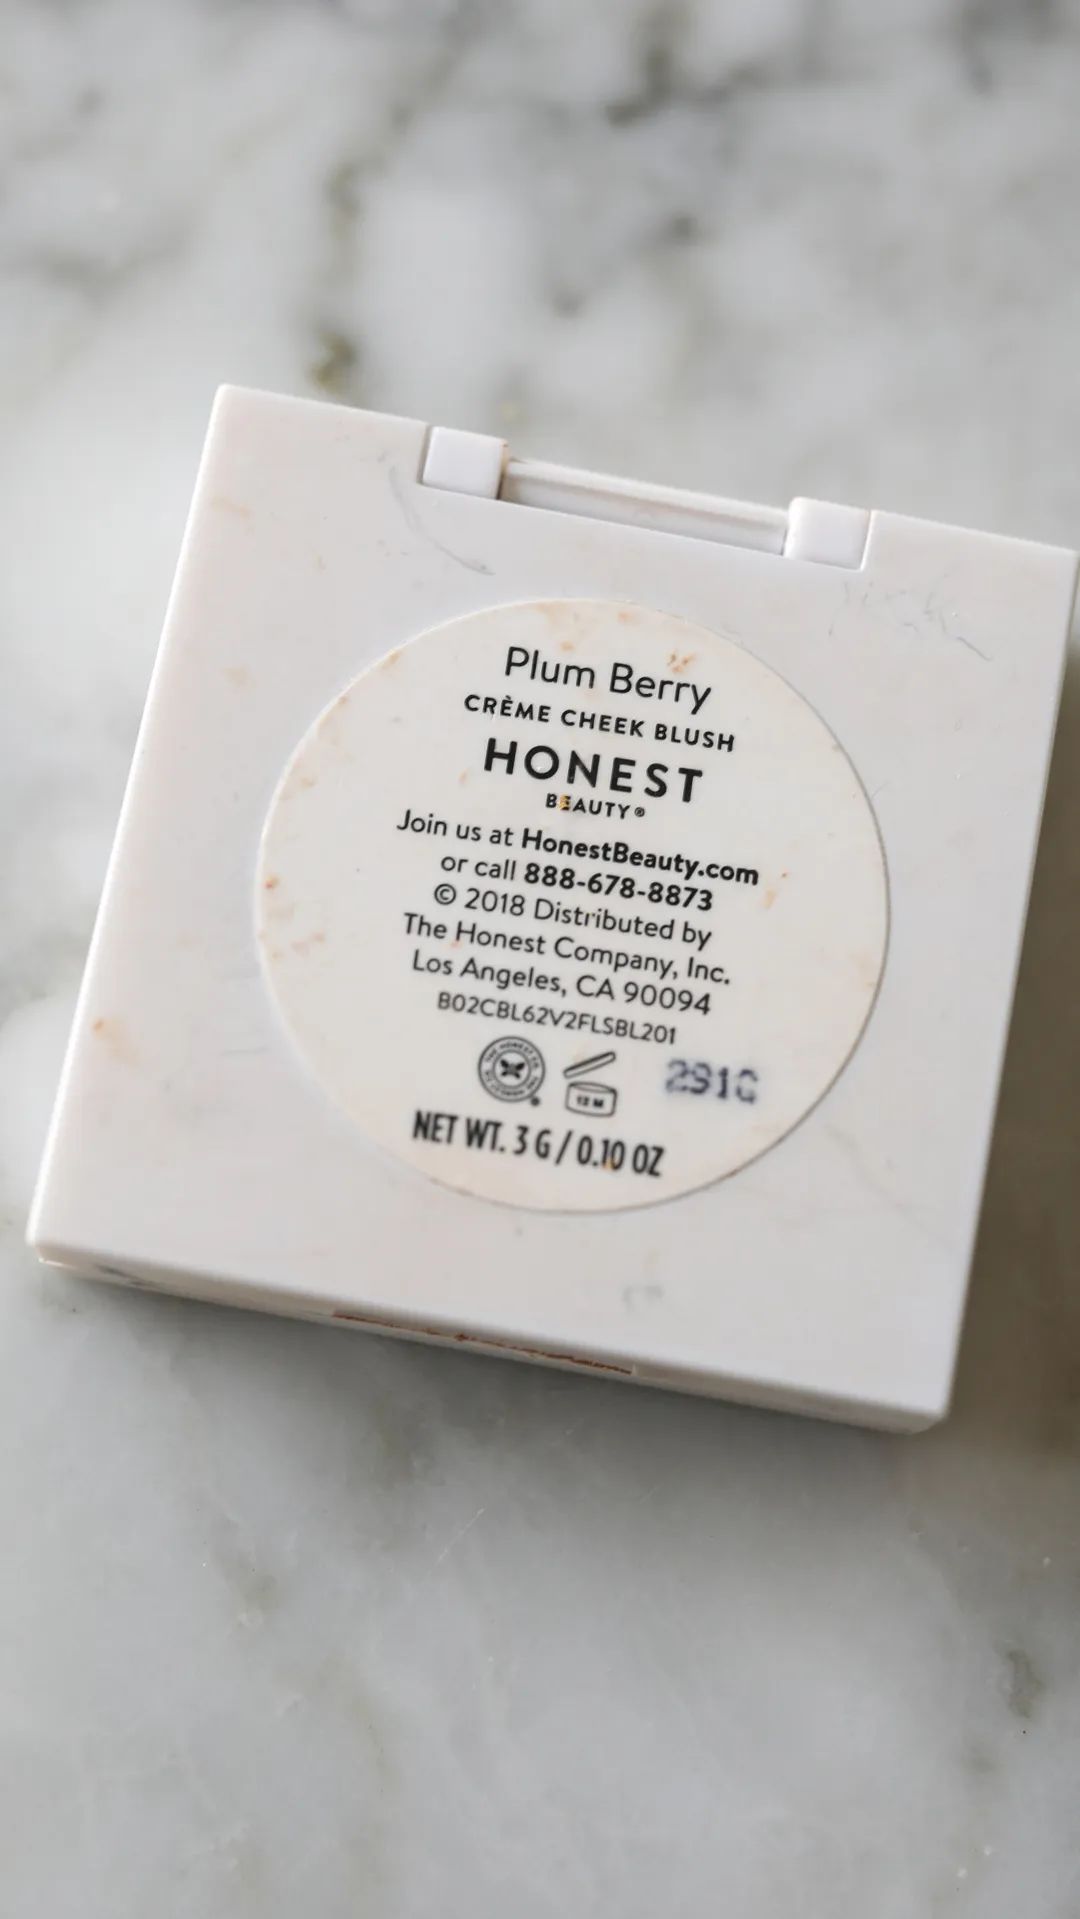 Plum Berry
CRÈME CHEEK BLUSH
HONEST
BEAUTY®
Join us at HonestBeauty.com
or call 888-678-8873
© 2018 Distributed by
The Honest Company, Inc.
Los Angeles, CA 90094
B02CBL62V2FLSBL201
12 M
NET WT. 3 G / 0.10 OZ